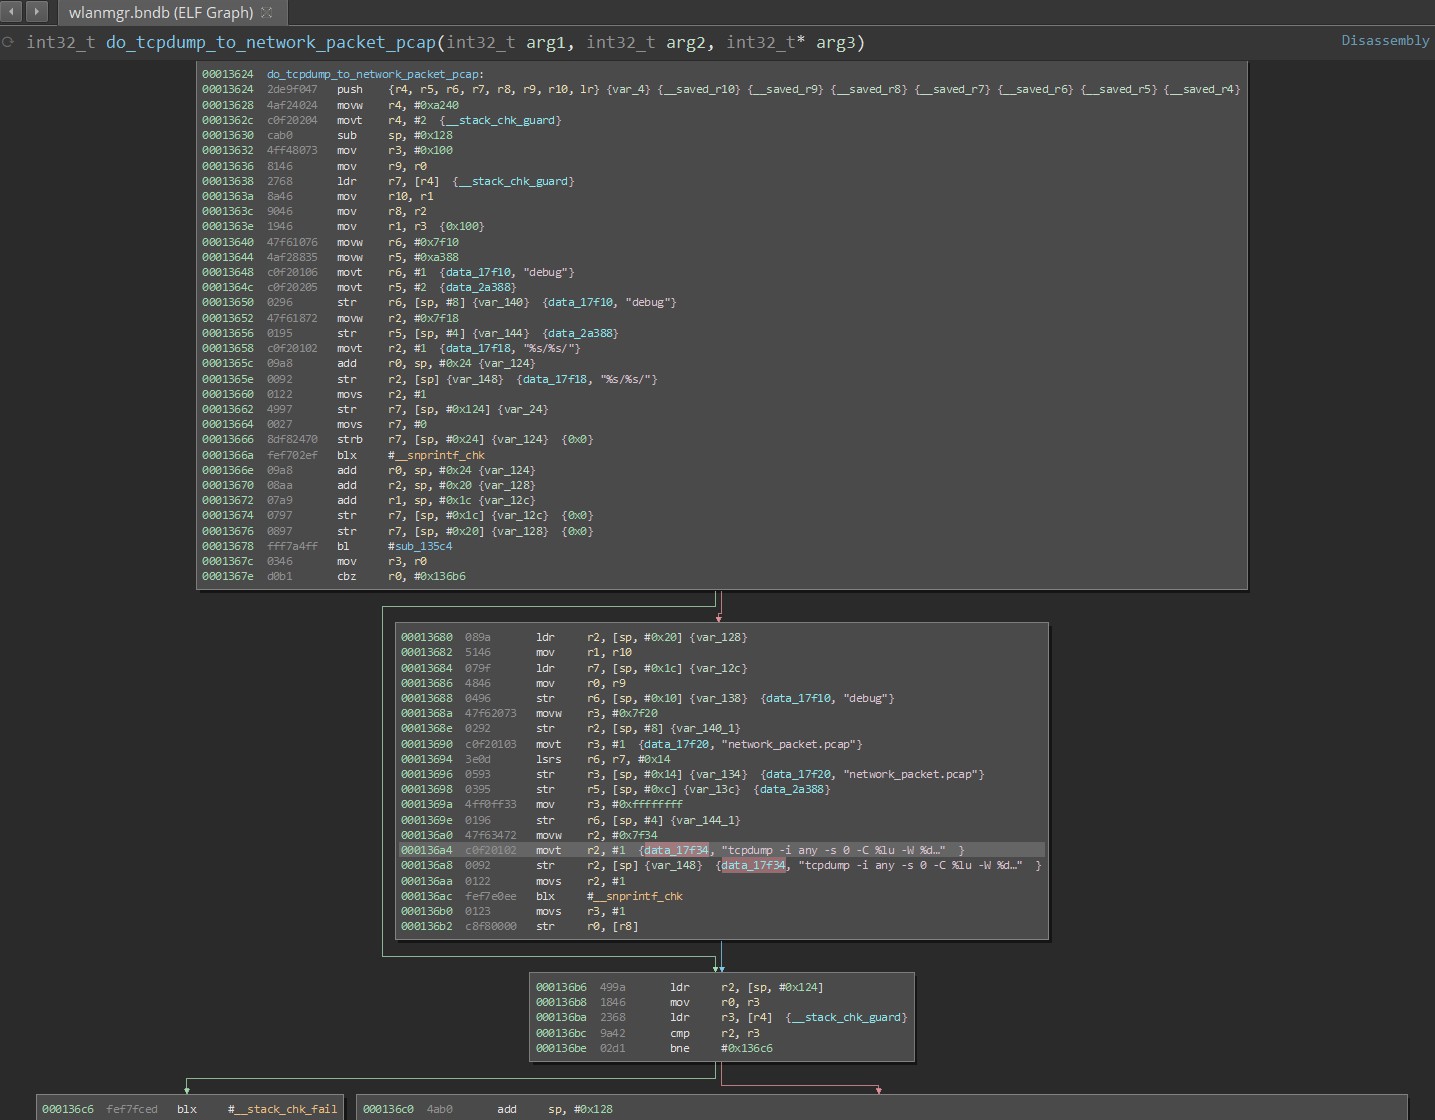 wlanmgr.bndb (ELF Graph)
int32_t do_tcpdump_to_network_packet_pcap(int32_t arg1, int32_t arg2, int32_t* arg3)
Disassembly
00013624 do_tcpdump_to_network_packet_pcap:
00013624 2de9f047 push {r4, r5, r6, r7, r8, r9, r10, lr} {var_4} {__saved_r10} {__saved_r9} {__saved_r8} {__saved_r7} {__saved_r6} {__saved_r5} {__saved_r4}
00013628 4af24024 movw r4, #0xa240
0001362c c0f20204 movt r4, #2 {__stack_chk_guard}
00013630 cab0 sub sp, #0x128
00013632 4ff48073 mov r3, #0x100
00013636 8146 mov r9, r0
00013638 2768 ldr r7, [r4] {__stack_chk_guard}
0001363a 8a46 mov r10, r1
0001363c 9046 mov r8, r2
0001363e 1946 mov r1, r3 {0x100}
00013640 47f61076 movw r6, #0x7f10
00013644 4af28835 movw r5, #0xa388
00013648 c0f20106 movt r6, #1 {data_17f10, "debug"}
0001364c c0f20205 movt r5, #2 {data_2a388}
00013650 0296 str r6, [sp, #8] {var_140} {data_17f10, "debug"}
00013652 47f61872 movw r2, #0x7f18
00013656 0195 str r5, [sp, #4] {var_144} {data_2a388}
00013658 c0f20102 movt r2, #1 {data_17f18, "%s/%s/"}
0001365c 09a8 add r0, sp, #0x24 {var_124}
0001365e 0092 str r2, [sp] {var_148} {data_17f18, "%s/%s/"}
00013660 0122 movs r2, #1
00013662 4997 str r7, [sp, #0x124] {var_24}
00013664 0027 movs r7, #0
00013666 8df82470 strb r7, [sp, #0x24] {var_124} {0x0}
0001366a fef702ef blx #__snprintf_chk
0001366e 09a8 add r0, sp, #0x24 {var_124}
00013670 08aa add r2, sp, #0x20 {var_128}
00013672 07a9 add r1, sp, #0x1c {var_12c}
00013674 0797 str r7, [sp, #0x1c] {var_12c} {0x0}
00013676 0897 str r7, [sp, #0x20] {var_128} {0x0}
00013678 fff7a4ff bl #sub_135c4
0001367c 0346 mov r3, r0
0001367e d0b1 cbz r0, #0x136b6
00013680 089a ldr r2, [sp, #0x20] {var_128}
00013682 5146 mov r1, r10
00013684 079f ldr r7, [sp, #0x1c] {var_12c}
00013686 4846 mov r0, r9
00013688 0496 str r6, [sp, #0x10] {var_138} {data_17f10, "debug"}
0001368a 47f62073 movw r3, #0x7f20
0001368e 0292 str r2, [sp, #8] {var_140_1}
00013690 c0f20103 movt r3, #1 {data_17f20, "network_packet.pcap"}
00013694 3e0d lsrs r6, r7, #0x14
00013696 0593 str r3, [sp, #0x14] {var_134} {data_17f20, "network_packet.pcap"}
00013698 0395 str r5, [sp, #0xc] {var_13c} {data_2a388}
0001369a 4ff0ff33 mov r3, #0xffffffff
0001369e 0196 str r6, [sp, #4] {var_144_1}
000136a0 47f63472 movw r2, #0x7f34
000136a4 c0f20102 movt r2, #1 {data_17f34, "tcpdump -i any -s 0 -C %lu -W %d…" }
000136a8 0092 str r2, [sp] {var_148} {data_17f34, "tcpdump -i any -s 0 -C %lu -W %d…" }
000136aa 0122 movs r2, #1
000136ac fef7e0ee blx #__snprintf_chk
000136b0 0123 movs r3, #1
000136b2 c8f80000 str r0, [r8]
000136b6 499a ldr r2, [sp, #0x124]
000136b8 1846 mov r0, r3
000136ba 2368 ldr r3, [r4] {__stack_chk_guard}
000136bc 9a42 cmp r2, r3
000136be 02d1 bne #0x136c6
000136c6 fef7fced blx #__stack_chk_fail
000136c0 4ab0 add sp, #0x128